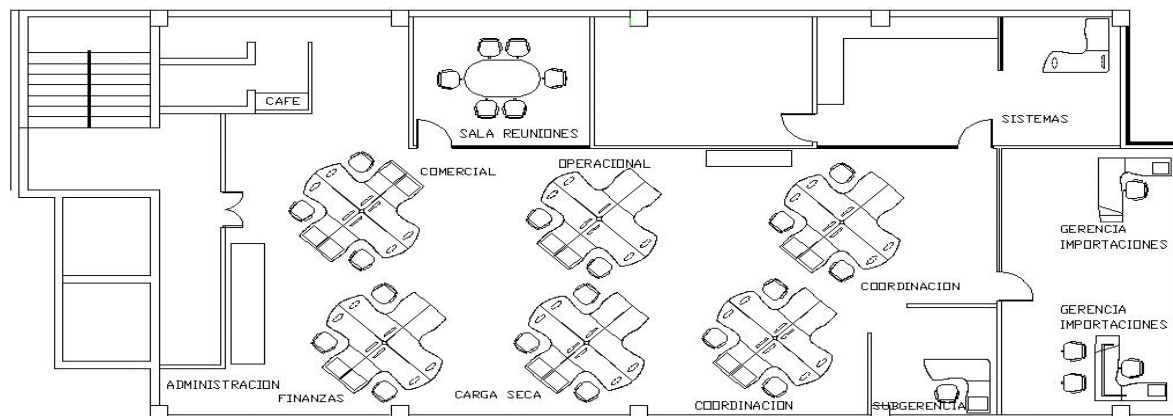 CAFE
SALA REUNIONES
SISTEMAS
COMERCIAL
OPERACIONAL
GERENCIA
IMPORTACIONES
COORDINACION
GERENCIA
IMPORTACIONES
ADMINISTRACION
FINANZAS
CARGA SECA
COORDINACION
SUBGERENCIA